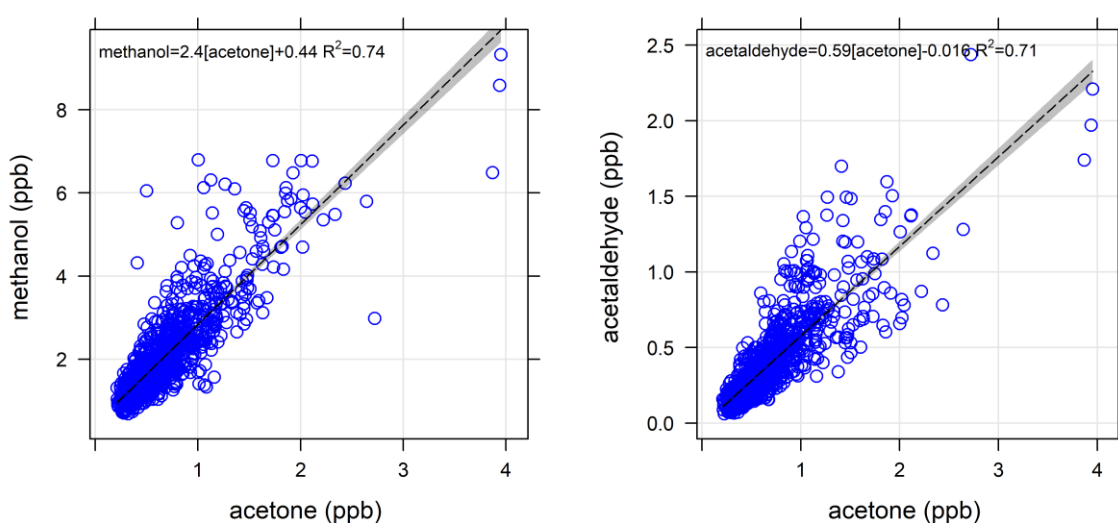 methanol=2.4[acetone]+0.44 R²=0.74
8
6
4
2
methanol (ppb)
1 2 3 4
acetone (ppb)
acetaldehyde=0.59[acetone]-0.016 R²=0.71
2.5
2.0
1.5
1.0
0.5
0.0
acetaldehyde (ppb)
1 2 3 4
acetone (ppb)